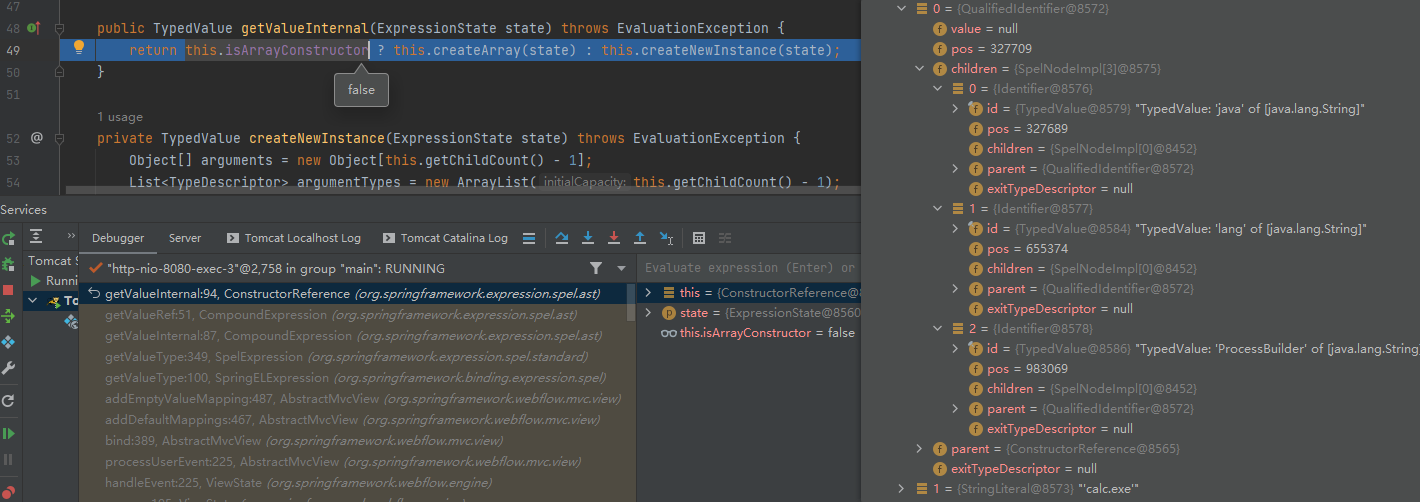 47
48 public TypedValue getValueInternal(ExpressionState state) throws EvaluationException {
49 return this.isArrayConstructor ? this.createArray(state) : this.createNewInstance(state);
50 }
false
51
1 usage
52 @ private TypedValue createNewInstance(ExpressionState state) throws EvaluationException {
53 Object[] arguments = new Object[this.getChildCount() - 1];
54 List<TypeDescriptor> argumentTypes = new ArrayList( initialCapacity: this.getChildCount() - 1);
Services
Debugger Server Tomcat Localhost Log Tomcat Catalina Log
Tomcat S
Runni
To
"http-nio-8080-exec-3"@2,758 in group "main": RUNNING
getValueInternal:94, ConstructorReference (org.springframework.expression.spel.ast)
getValueRef:51, CompoundExpression (org.springframework.expression.spel.ast)
getValueInternal:87, CompoundExpression (org.springframework.expression.spel.ast)
getValueType:349, SpelExpression (org.springframework.expression.spel.standard)
getValueType:100, SpringELExpression (org.springframework.binding.expression.spel)
addEmptyValueMapping:487, AbstractMvcView (org.springframework.webflow.mvc.view)
addDefaultMappings:467, AbstractMvcView (org.springframework.webflow.mvc.view)
bind:389, AbstractMvcView (org.springframework.webflow.mvc.view)
processUserEvent:225, AbstractMvcView (org.springframework.webflow.mvc.view)
handleEvent:225, ViewState (org.springframework.webflow.engine)
Evaluate expression (Enter) or
this = {ConstructorReference@8
state = {ExpressionState@8560
this.isArrayConstructor = false
0 = {QualifiedIdentifier@8572}
value = null
pos = 327709
children = {SpelNodeImpl[3]@8575}
0 = {Identifier@8576}
id = {TypedValue@8579} "TypedValue: 'java' of [java.lang.String]"
pos = 327689
children = {SpelNodeImpl[0]@8452}
parent = {QualifiedIdentifier@8572}
exitTypeDescriptor = null
1 = {Identifier@8577}
id = {TypedValue@8584} "TypedValue: 'lang' of [java.lang.String]"
pos = 655374
children = {SpelNodeImpl[0]@8452}
parent = {QualifiedIdentifier@8572}
exitTypeDescriptor = null
2 = {Identifier@8578}
id = {TypedValue@8586} "TypedValue: 'ProcessBuilder' of [java.lang.String
pos = 983069
children = {SpelNodeImpl[0]@8452}
parent = {QualifiedIdentifier@8572}
exitTypeDescriptor = null
parent = {ConstructorReference@8565}
exitTypeDescriptor = null
1 = {StringLiteral@8573} "'calc.exe'"